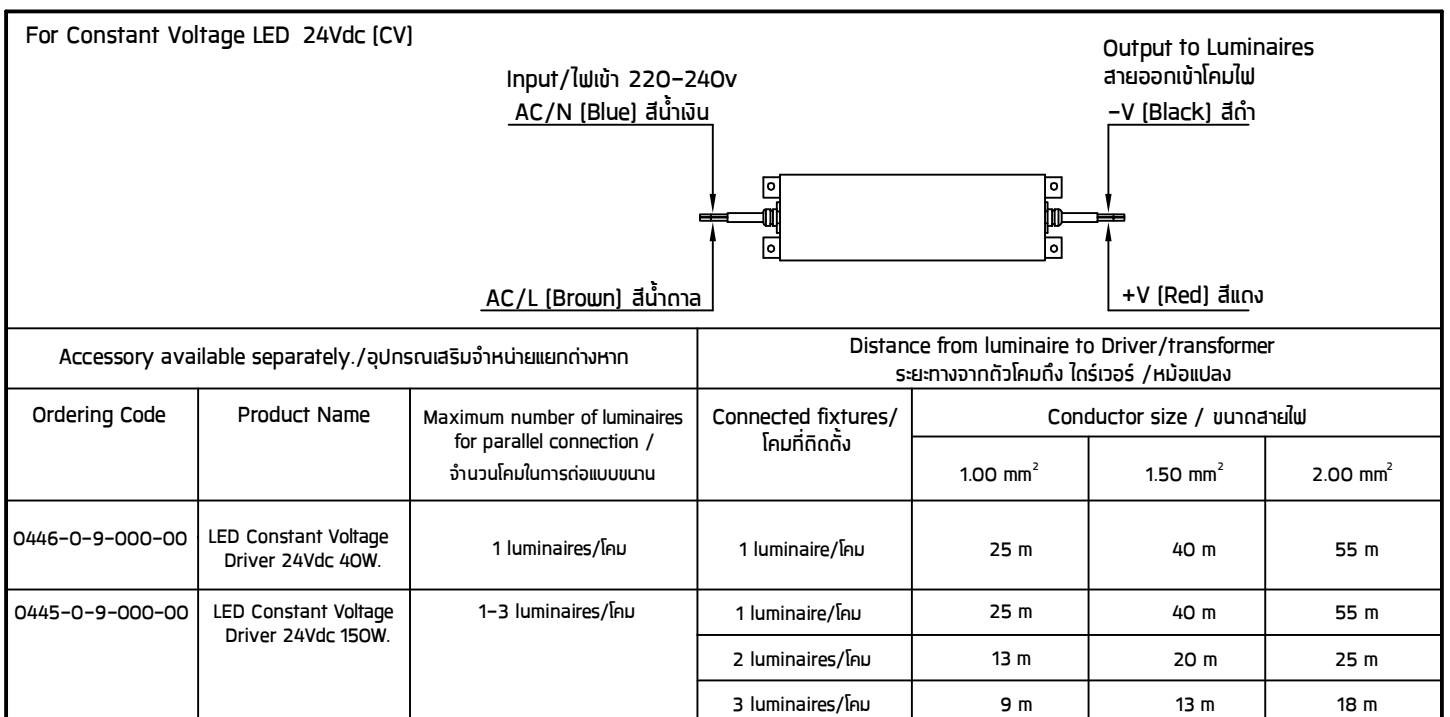 For Constant Voltage LED 24Vdc (CV)
Input/ไฟเข้า 220-240v
AC/N (Blue) สีน้ำเงิน
Output to Luminaires
สายออกเข้าโคมไฟ
-V (Black) สีดำ
AC/L (Brown) สีน้ำตาล
+V (Red) สีแดง
Accessory available separately./อุปกรณเสริมจำหน่ายแยกต่างหาก
Distance from luminaire to Driver/transformer
ระยะทางจากตัวโคมถึง ไดร์เวอร์ /หม้อแปลง
Ordering Code
Product Name
Maximum number of luminaires
for parallel connection /
จำนวนโคมในการต่อแบบขนาน
Connected fixtures/
โคมที่ติดตั้ง
Conductor size / ขนาดสายไฟ
1.00 mm²
1.50 mm²
2.00 mm²
0446-0-9-000-00
LED Constant Voltage
Driver 24Vdc 40W.
1 luminaires/โคม
1 luminaire/โคม
25 m
40 m
55 m
0445-0-9-000-00
LED Constant Voltage
Driver 24Vdc 150W.
1-3 luminaires/โคม
1 luminaire/โคม
25 m
40 m
55 m
2 luminaires/โคม
13 m
20 m
25 m
3 luminaires/โคม
9 m
13 m
18 m